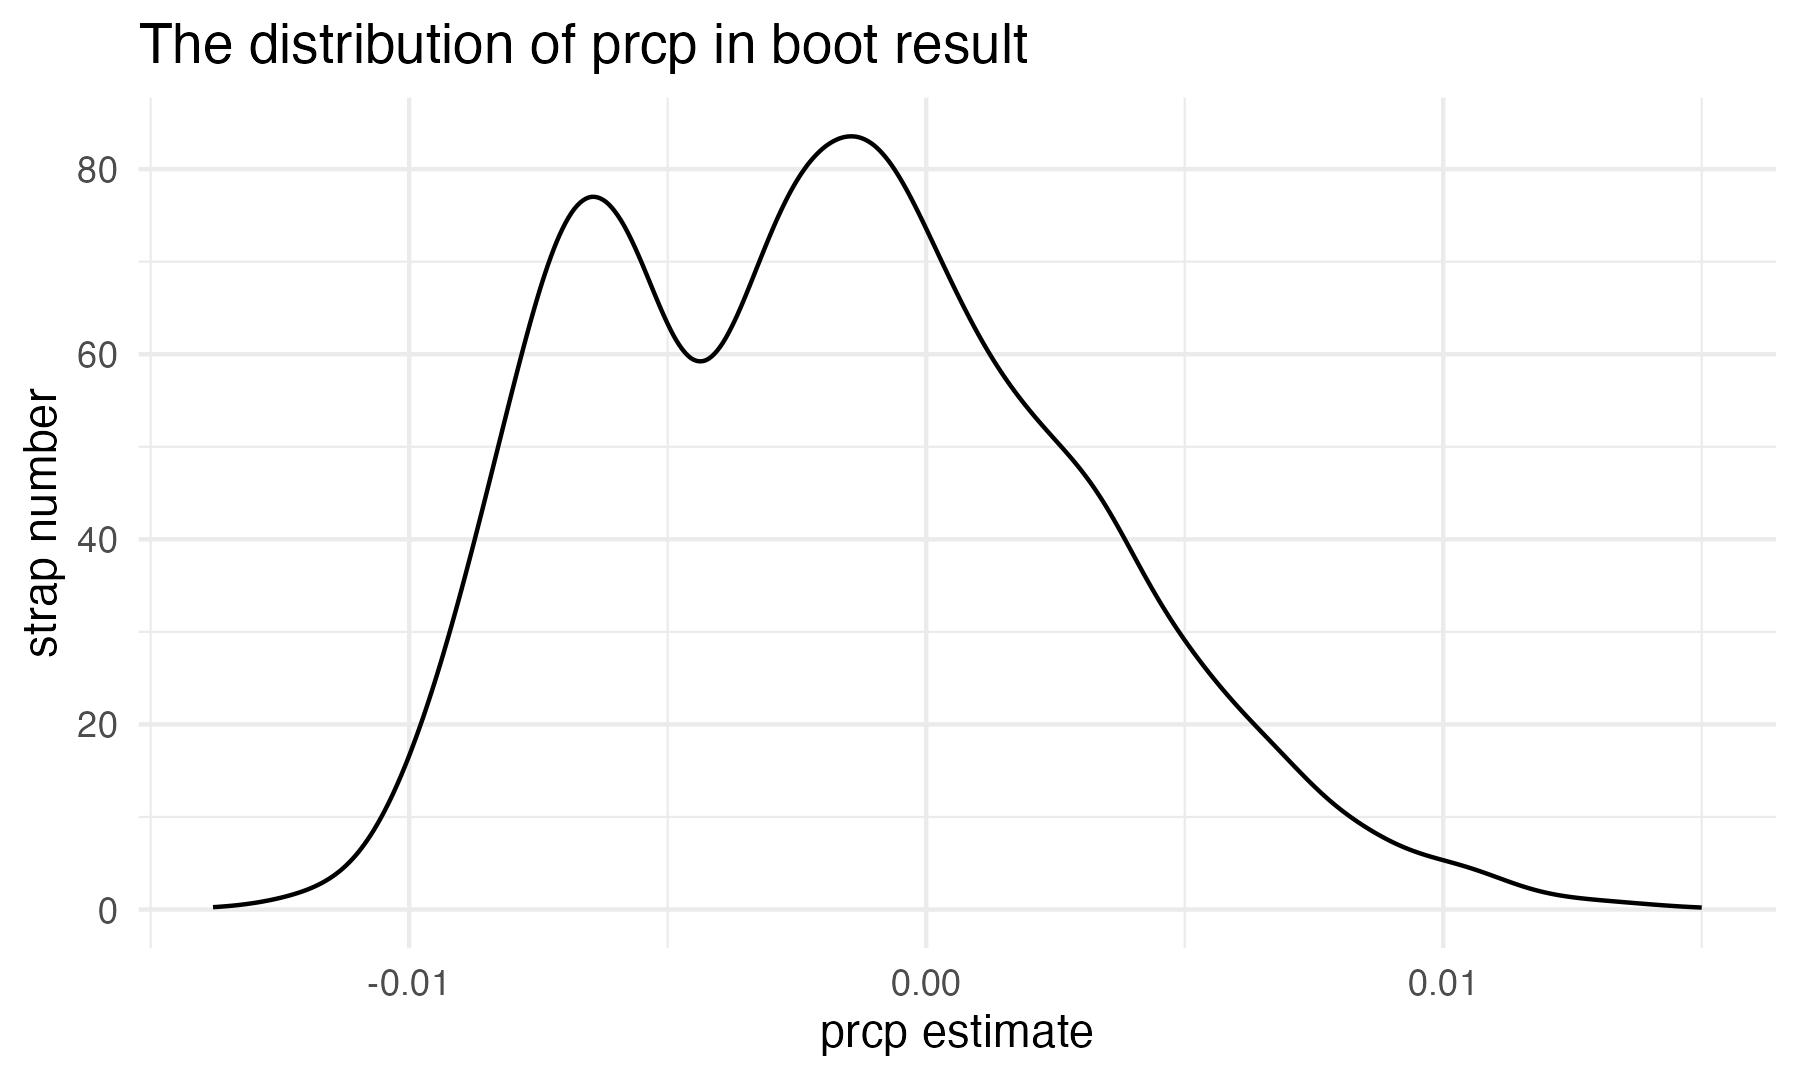 The distribution of prcp in boot result
80
60
40
20
0
strap number
-0.01
0.00
0.01
prcp estimate